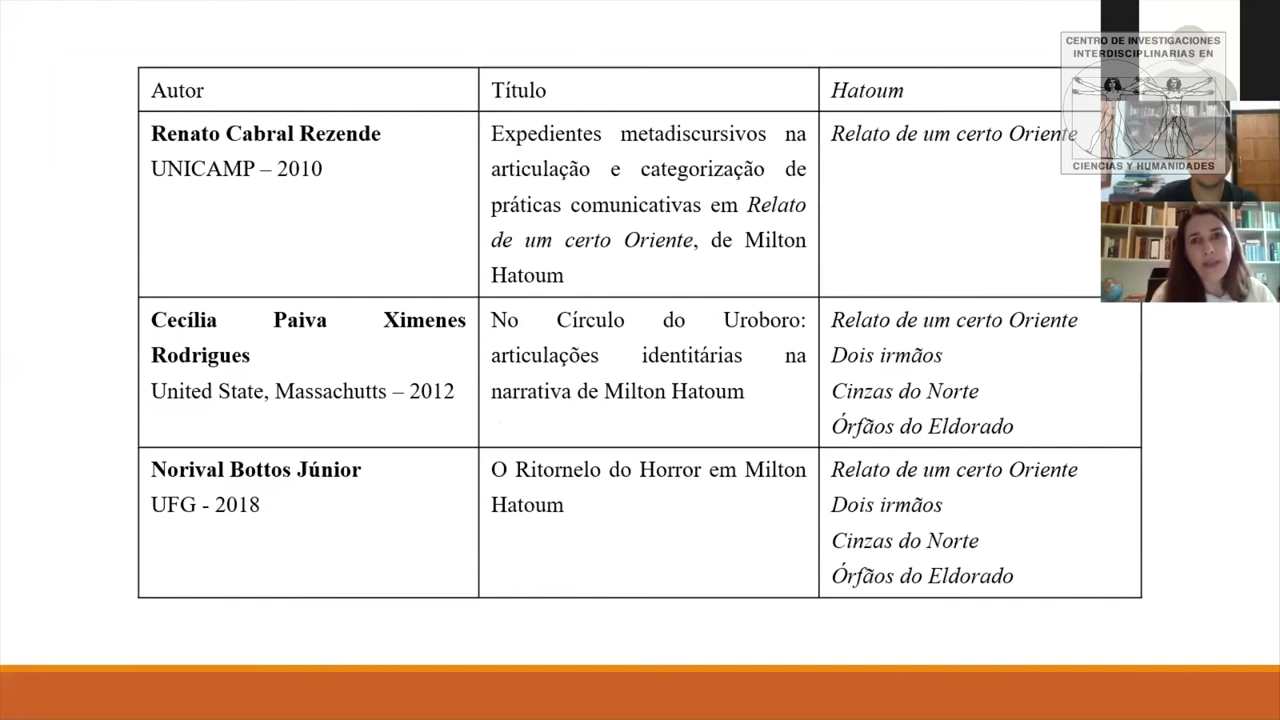 Autor
Título
Hatoum
Renato Cabral Rezende
UNICAMP – 2010
Expedientes metadiscursivos na
articulação e categorização de
práticas comunicativas em Relato
de um certo Oriente, de Milton
Hatoum
Relato de um certo Oriente
Cecília Paiva Ximenes
Rodrigues
United State, Massachutts – 2012
No Círculo do Uroboro:
articulações identitárias na
narrativa de Milton Hatoum
Relato de um certo Oriente
Dois irmãos
Cinzas do Norte
Órfãos do Eldorado
Norival Bottos Júnior
UFG - 2018
O Ritornelo do Horror em Milton
Hatoum
Relato de um certo Oriente
Dois irmãos
Cinzas do Norte
Órfãos do Eldorado
CENTRO DE INVESTIGACIONES
INTERDISCIPLINARIAS EN
CIENCIAS Y HUMANIDADES